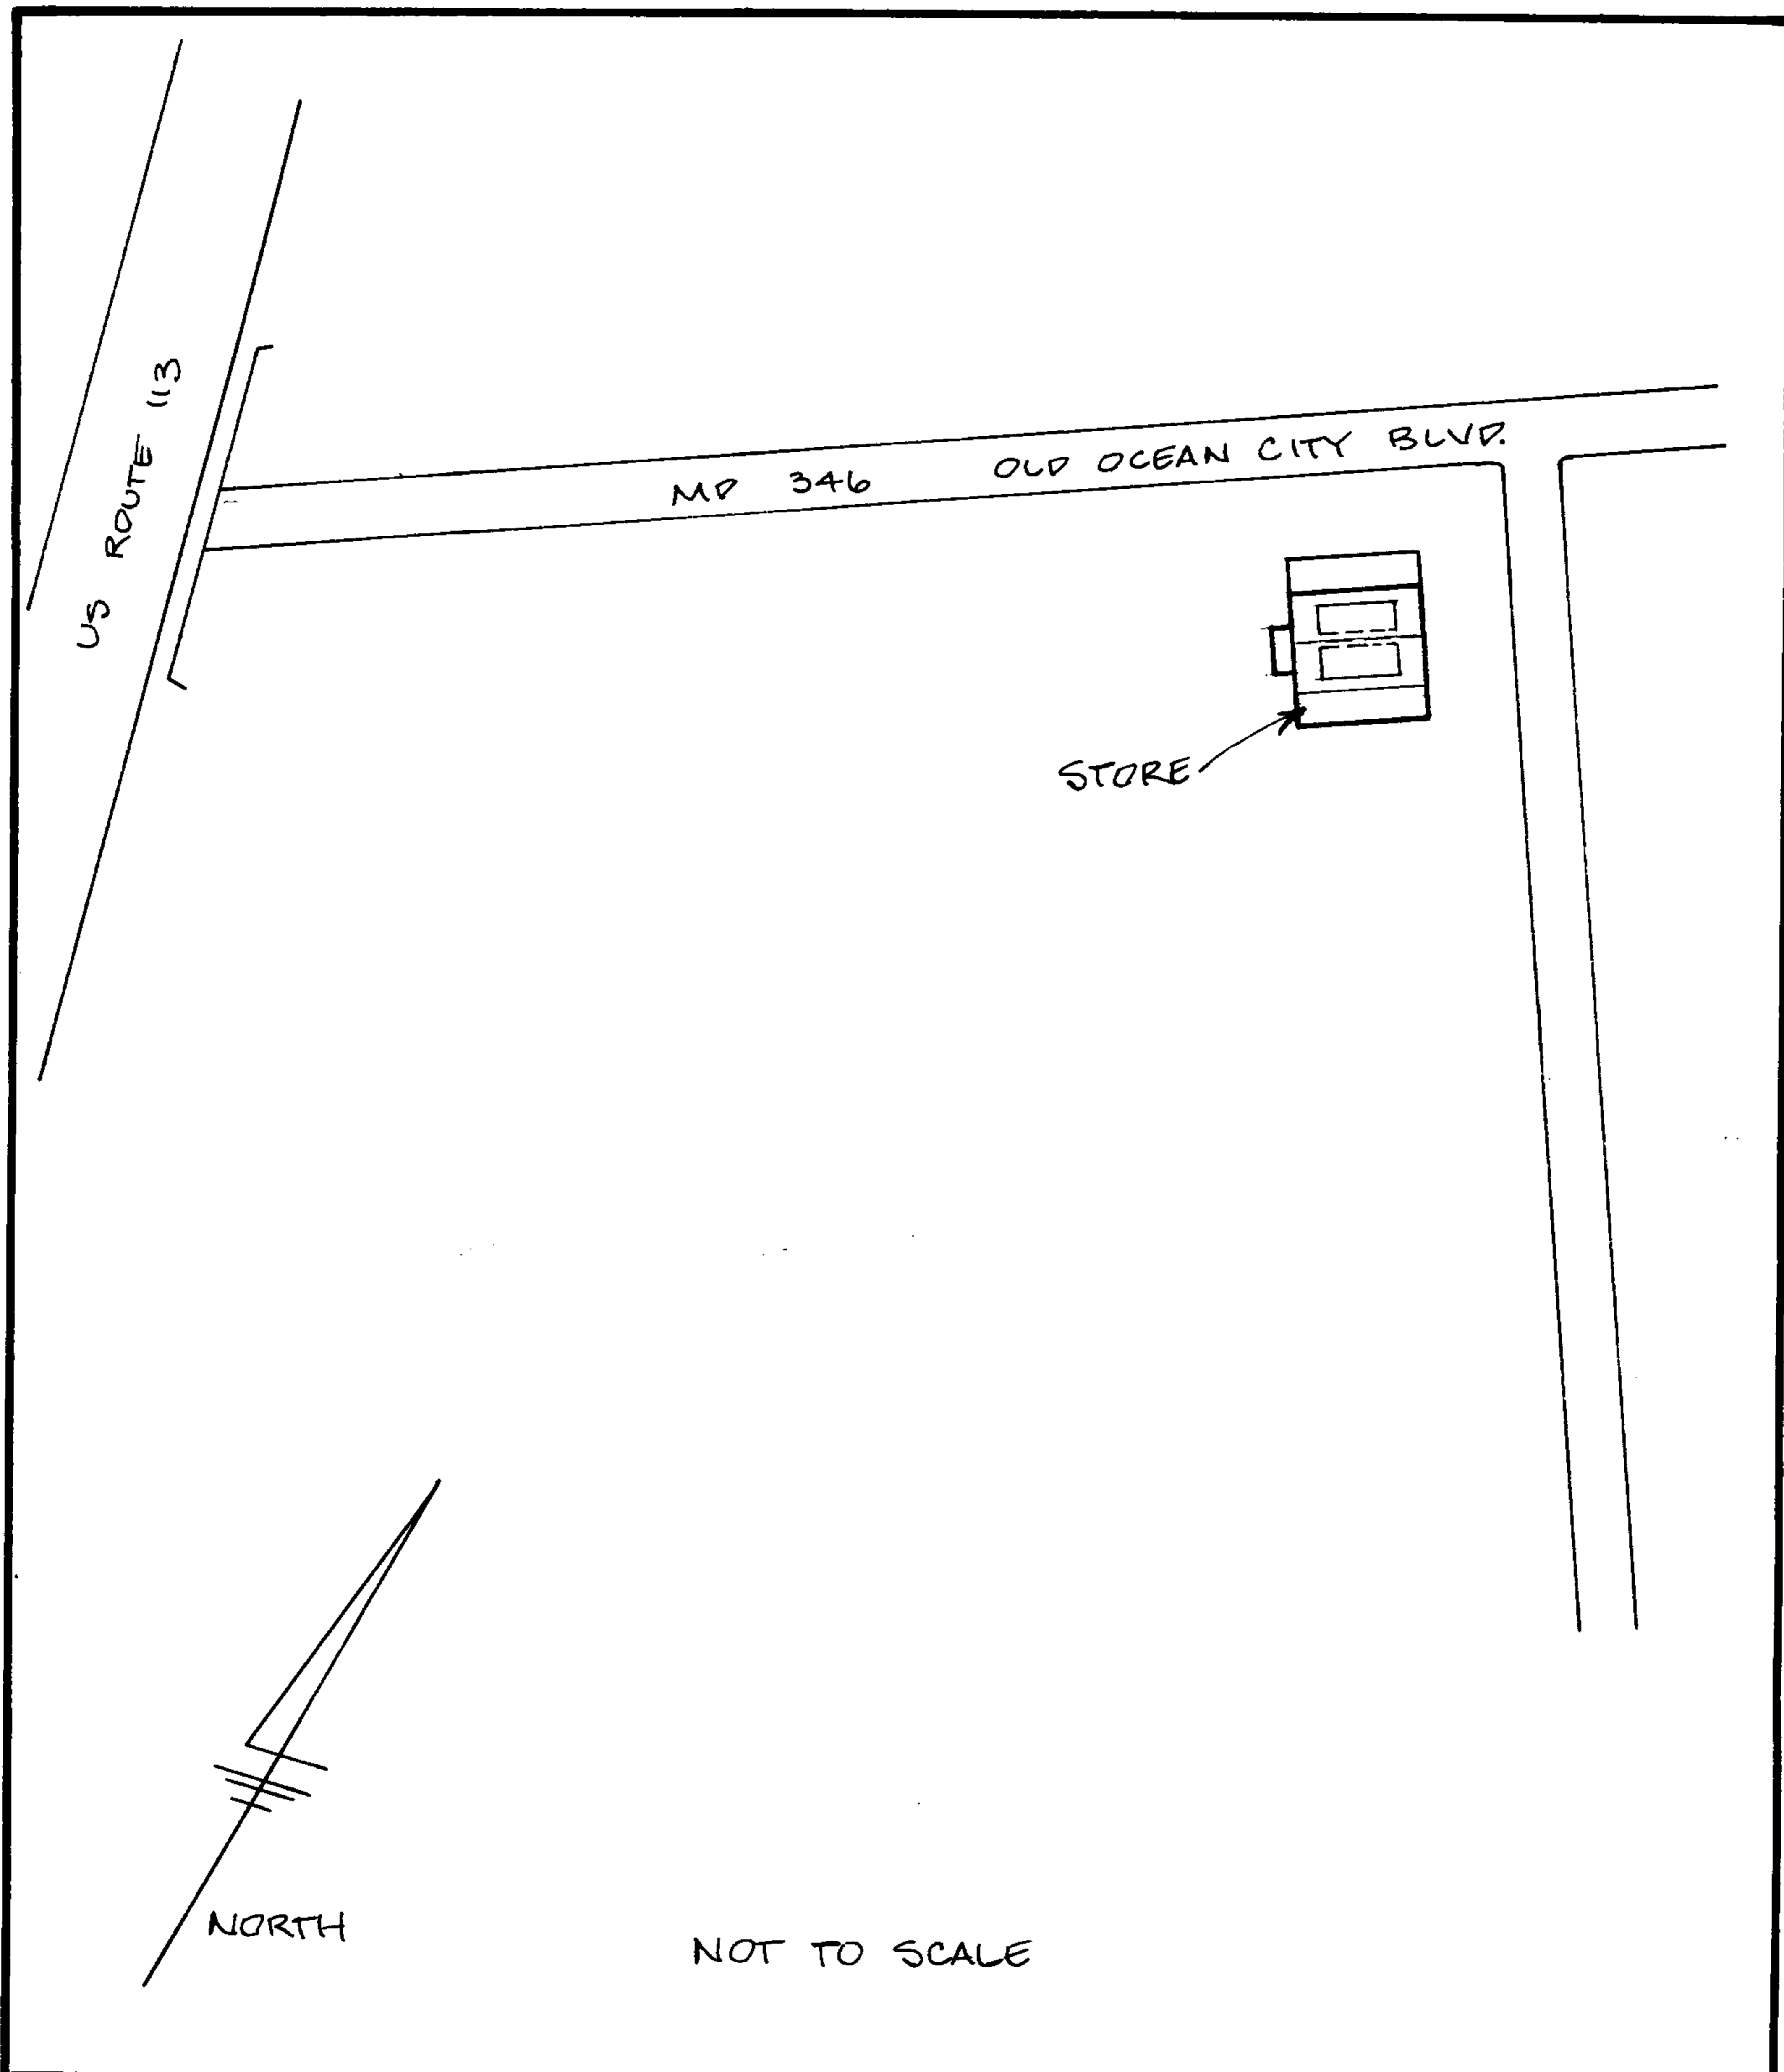 US ROUTE 113
MD 346 OLD OCEAN CITY BLVD.
STORE
NORTH
NOT TO SCALE